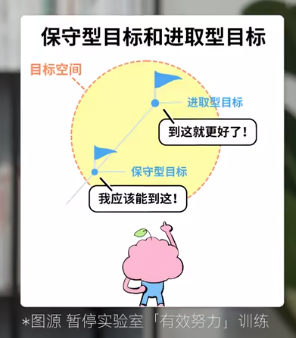 保守型目标和进取型目标
目标空间
进取型目标
到这就更好了！
保守型目标
我应该能到这！
*图源 暂停实验室「有效努力」训练